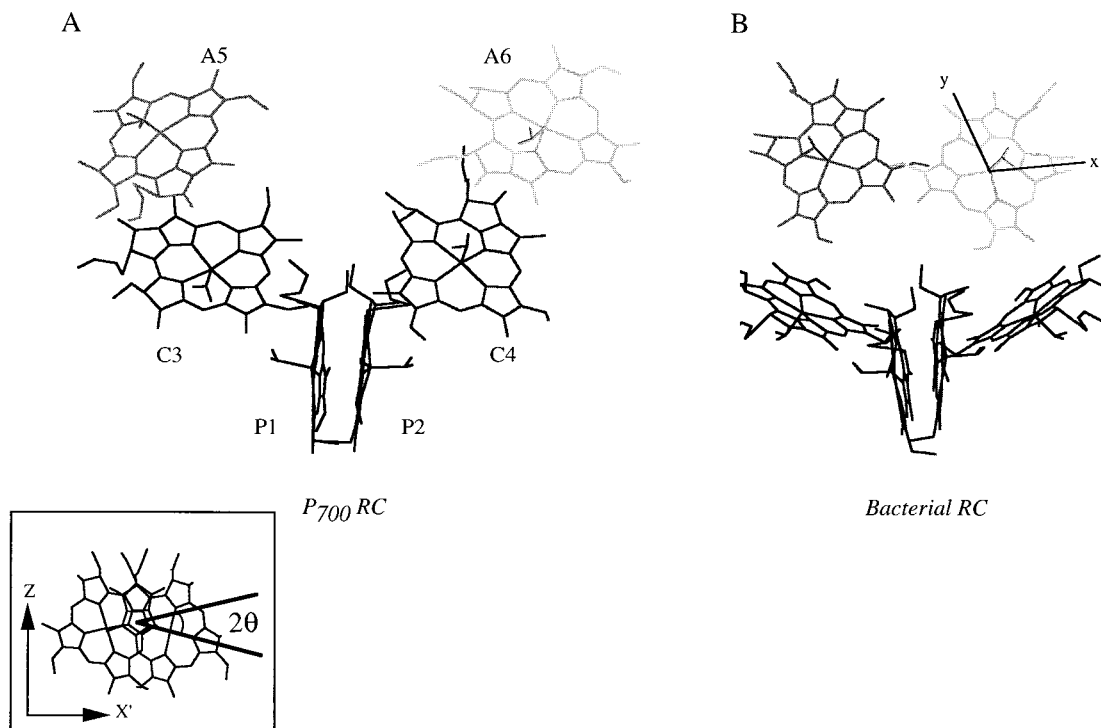 A
B
A5
A6
y
x
C3
C4
P1
P2
P700 RC
Bacterial RC
Z
2θ
X'